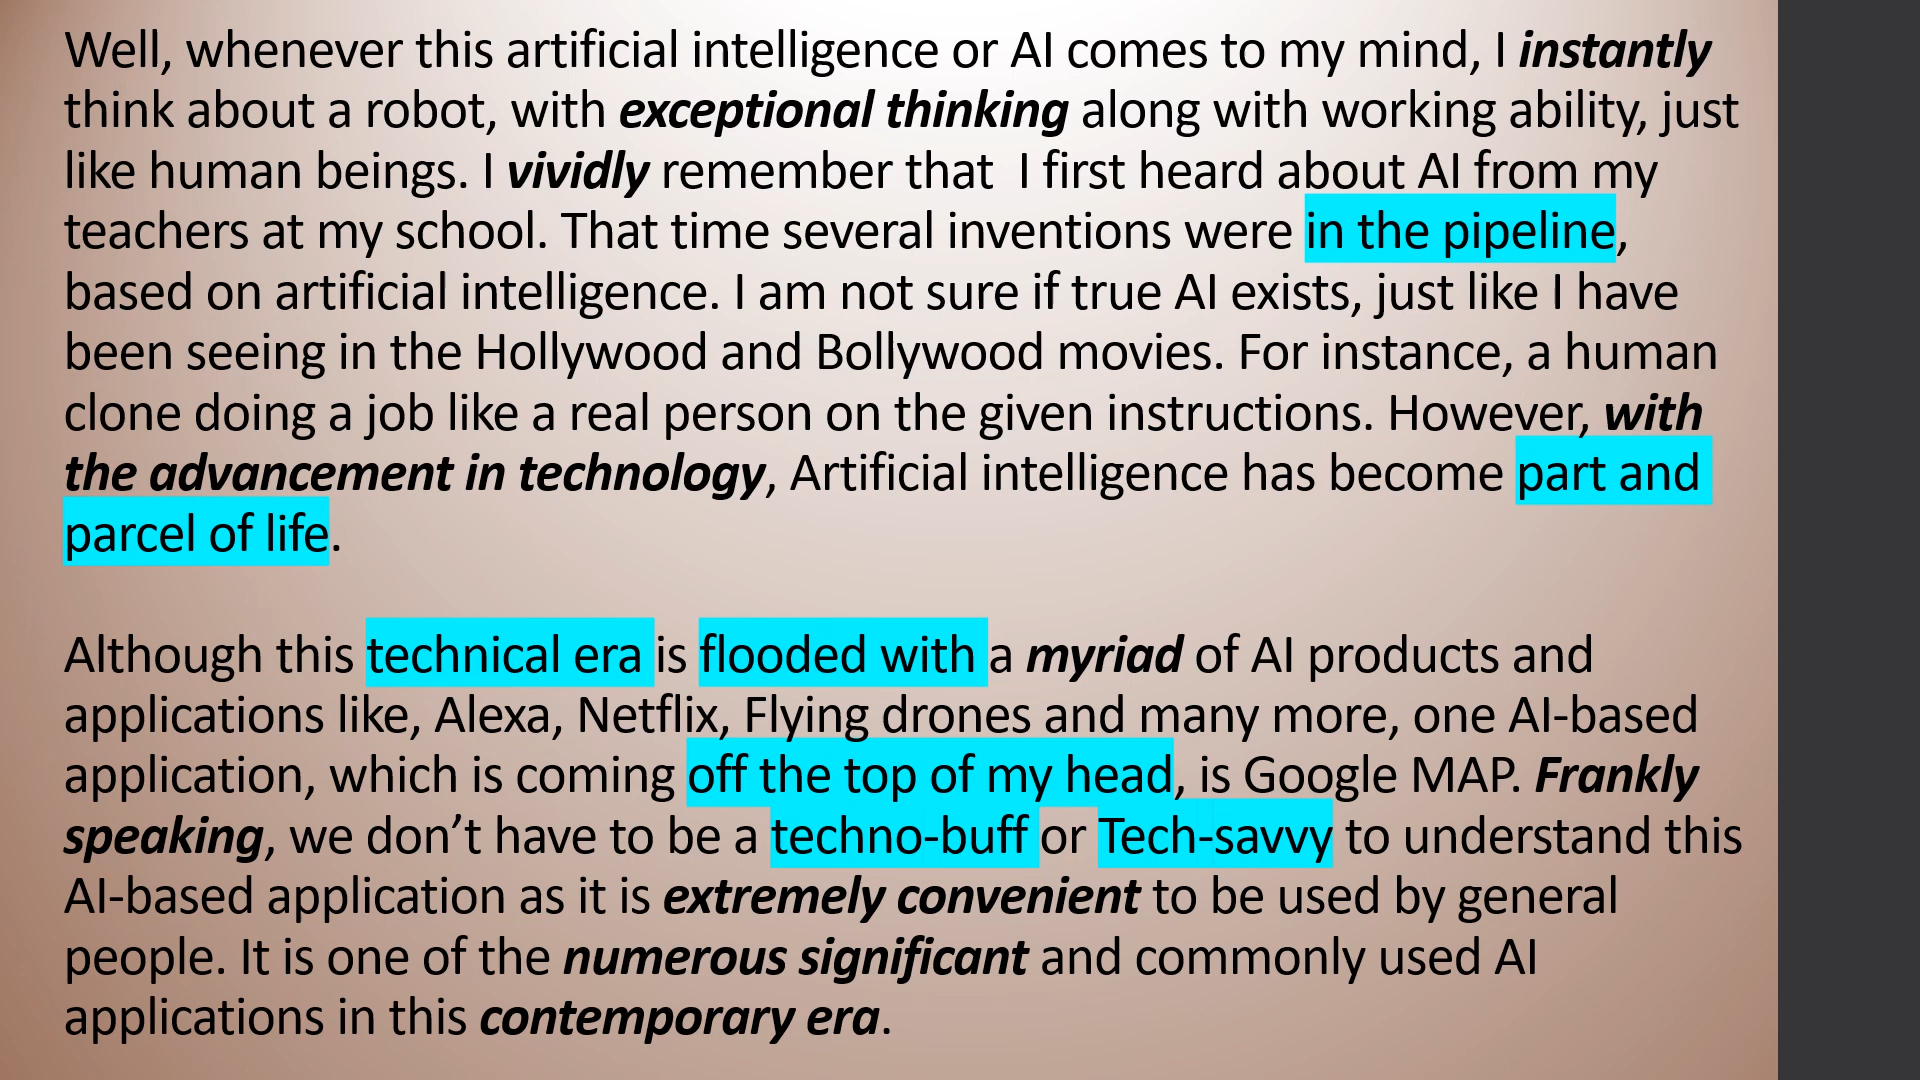 Well, whenever this artificial intelligence or AI comes to my mind, I instantly
think about a robot, with exceptional thinking along with working ability, just
like human beings. I vividly remember that  I first heard about AI from my
teachers at my school. That time several inventions were in the pipeline,
based on artificial intelligence. I am not sure if true AI exists, just like I have
been seeing in the Hollywood and Bollywood movies. For instance, a human
clone doing a job like a real person on the given instructions. However, with
the advancement in technology, Artificial intelligence has become part and
parcel of life.
Although this technical era is flooded with a myriad of AI products and
applications like, Alexa, Netflix, Flying drones and many more, one AI-based
application, which is coming off the top of my head, is Google MAP. Frankly
speaking, we don’t have to be a techno-buff or Tech-savvy to understand this
AI-based application as it is extremely convenient to be used by general
people. It is one of the numerous significant and commonly used AI
applications in this contemporary era.